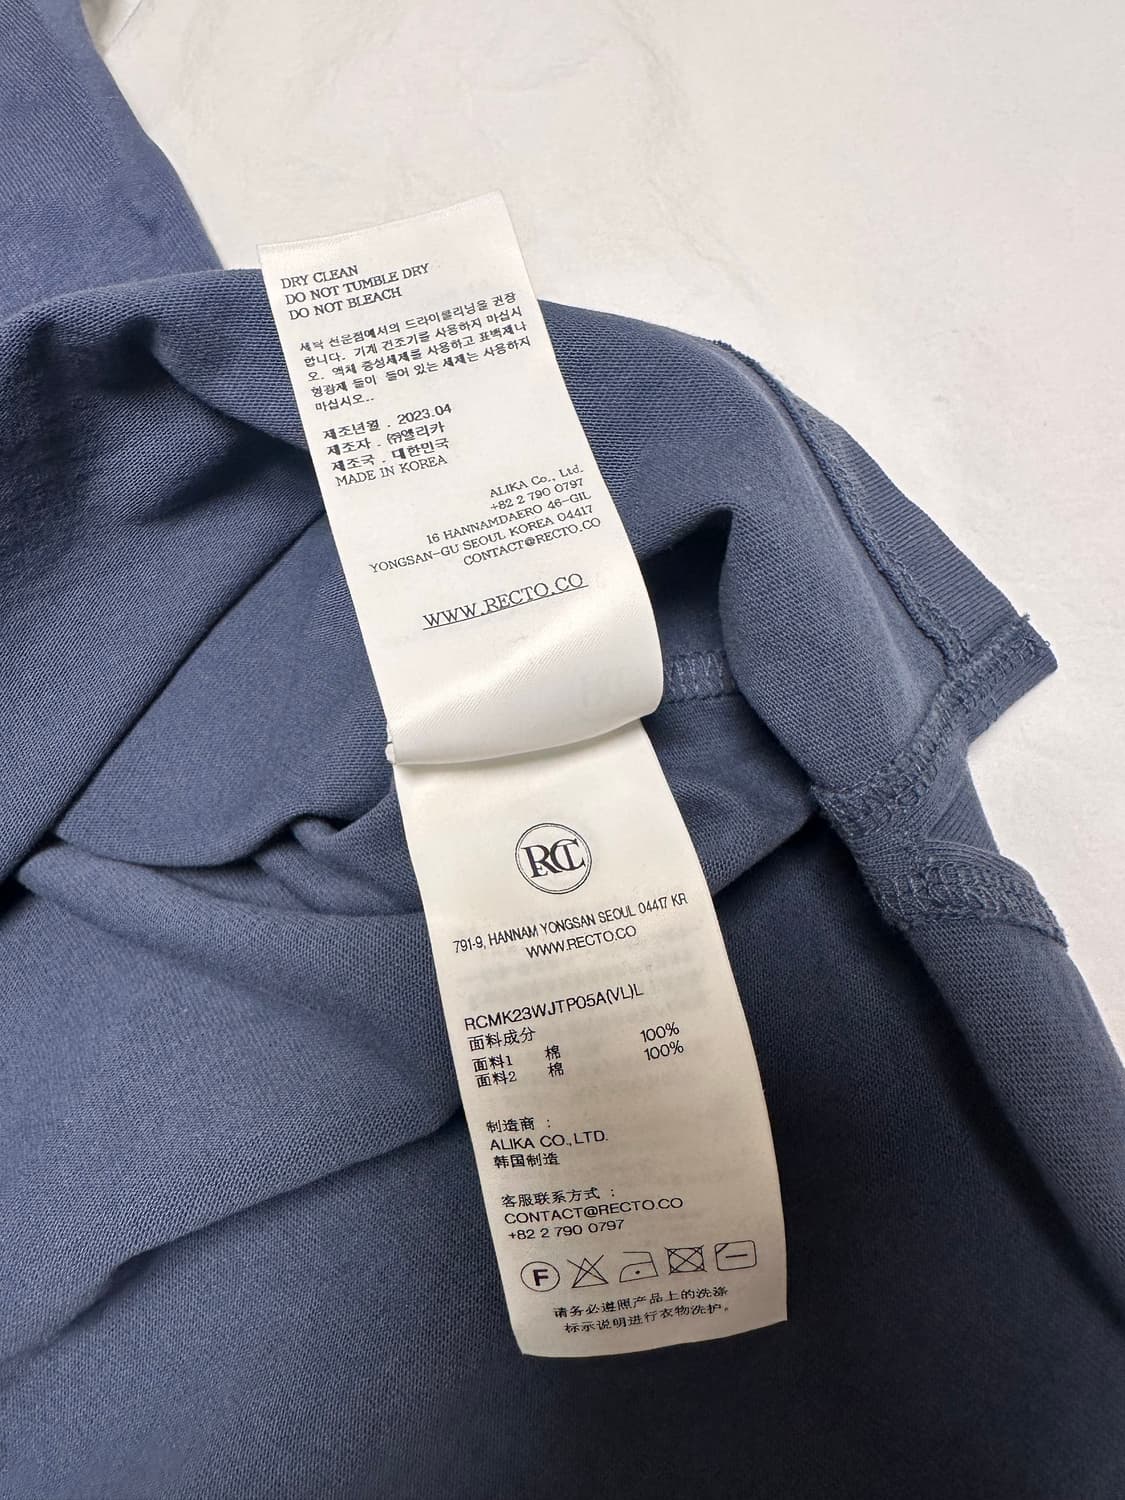 DRY CLEAN
DO NOT TUMBLE DRY
DO NOT BLEACH
세탁 전문점에서의 드라이클리닝을 권장
합니다. 기계 건조기를 사용하지 마십시
오. 액체 중성세제를 사용하고 표백제나
형광제 등이 들어 있는 세제는 사용하지
마십시오..
제조년월 . 2023.04
제조자 . ㈜앨리카
제조국 . 대한민국
MADE IN KOREA
ALIKA Co., Ltd.
+82 2 790 0797
16 HANNAMDAERO 46-GIL
YONGSAN-GU SEOUL KOREA 04417
CONTACT@RECTO.CO
WWW.RECTO.CO
RCT
791-9, HANNAM YONGSAN SEOUL 04417 KR
WWW.RECTO.CO
RCMK23WJTP05A(VL)L
面料成分
面料1 棉 100%
面料2 棉 100%
制造商 :
ALIKA CO.,LTD.
韩国制造
客服联系方式 :
CONTACT@RECTO.CO
+82 2 790 0797
F
请务必遵照产品上的洗涤
标示说明进行衣物洗护。